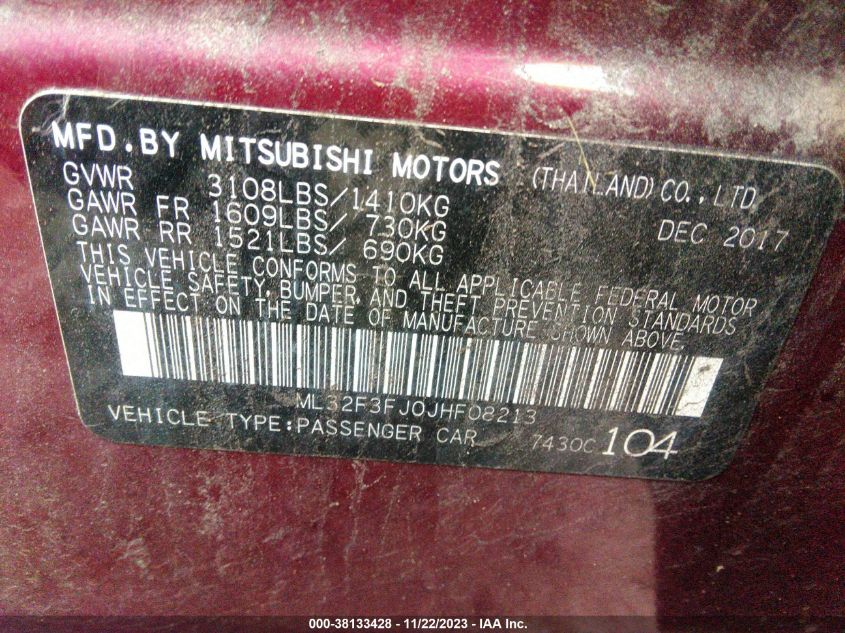 MFD.BY MITSUBISHI MOTORS (THAILAND) CO., LTD
GVWR 3108LBS/1410KG DEC 2017
GAWR FR 1609LBS/ 730KG
GAWR RR 1521LBS/ 690KG
THIS VEHICLE CONFORMS TO ALL APPLICABLE FEDERAL MOTOR
VEHICLE SAFETY, BUMPER, AND THEFT PREVENTION STANDARDS
IN EFFECT ON THE DATE OF MANUFACTURE SHOWN ABOVE.
ML32F3FJ0JHF08213
VEHICLE TYPE:PASSENGER CAR 7430C 104
000-38133428 - 11/22/2023 - IAA Inc.